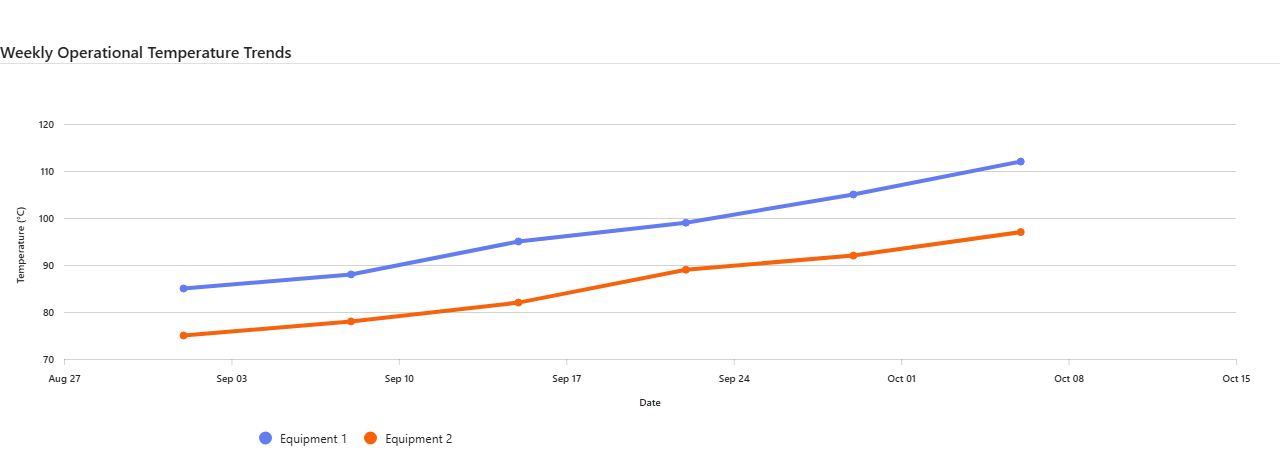 Weekly Operational Temperature Trends
120
110
100
90
80
70
Temperature (°C)
Aug 27 Sep 03 Sep 10 Sep 17 Sep 24 Oct 01 Oct 08 Oct 15
Date
Equipment 1 Equipment 2